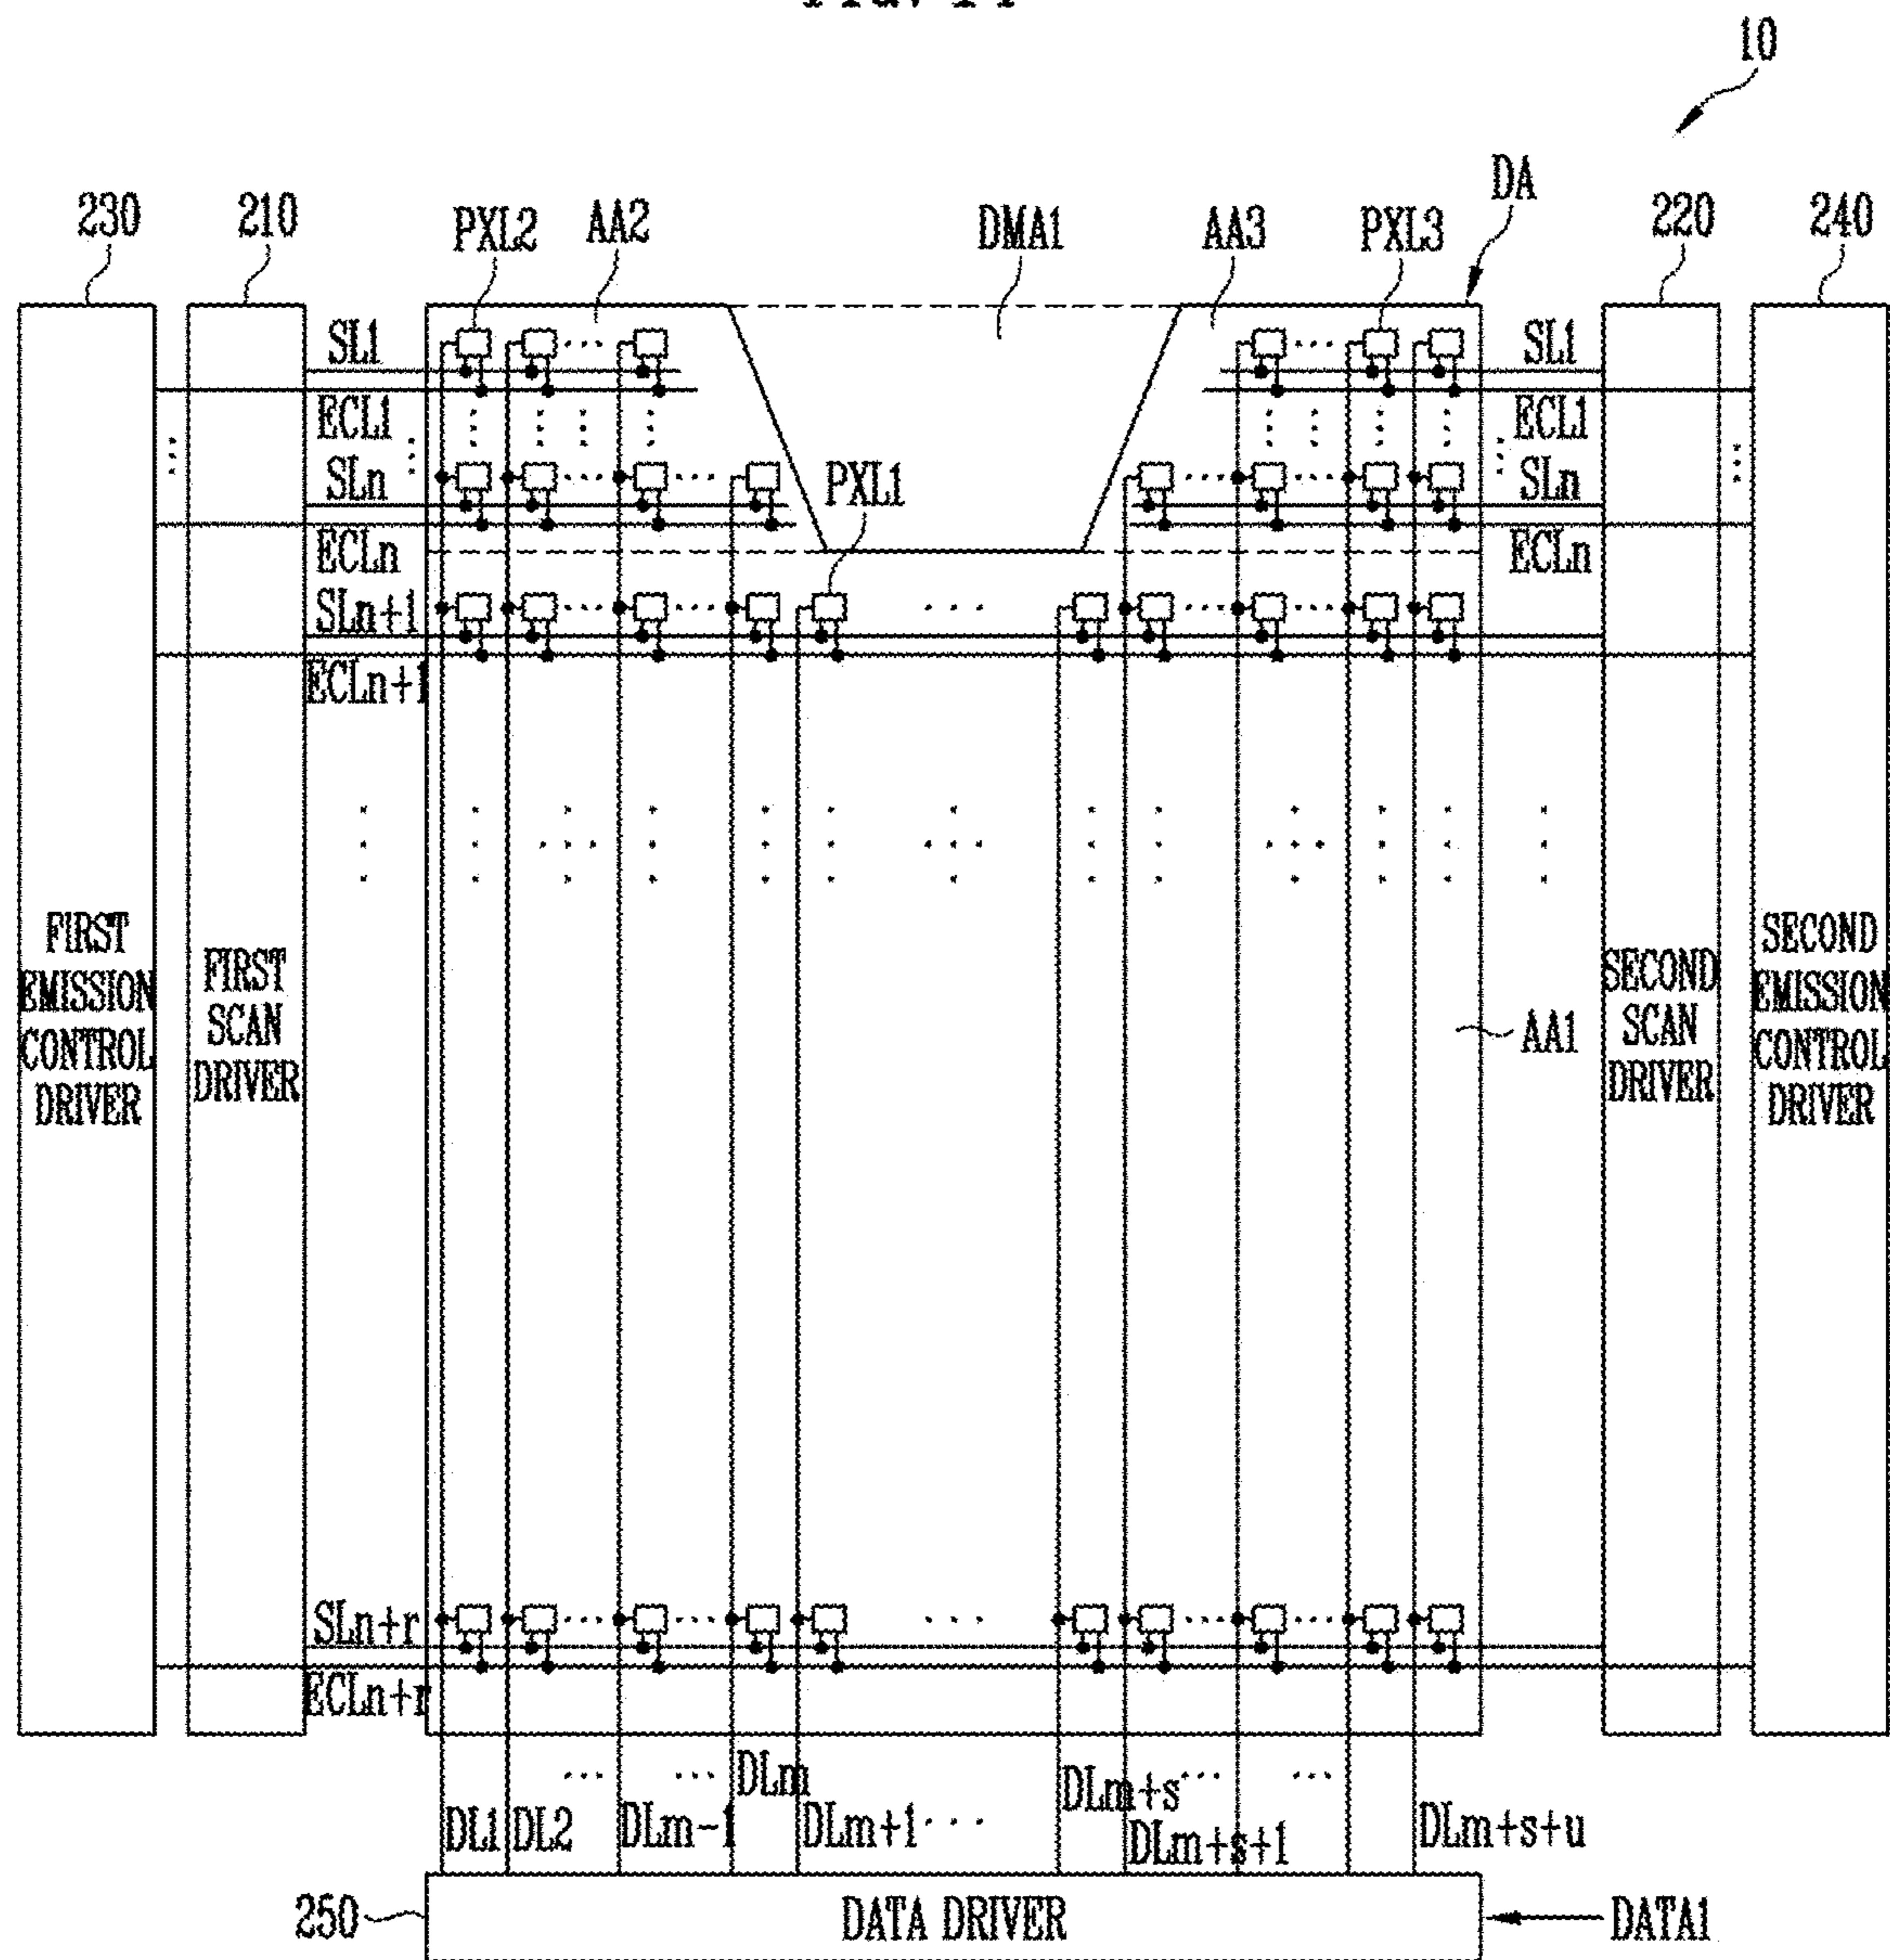 10
230
210
PXL2
AA2
DMA1
AA3
PXL3
DA
220
240
SL1
SL1
ECL1
ECL1
SLn
SLn
PXL1
ECLn
ECLn
SLn+1
ECLn+1
FIRST
EMISSION
CONTROL
DRIVER
FIRST
SCAN
DRIVER
AA1
SECOND
SCAN
DRIVER
SECOND
EMISSION
CONTROL
DRIVER
SLn+r
ECLn+r
DL1
DL2
DLm-1
DLm
DLm+1
DLm+s
DLm+s+1
DLm+s+u
250
DATA DRIVER
DATA1